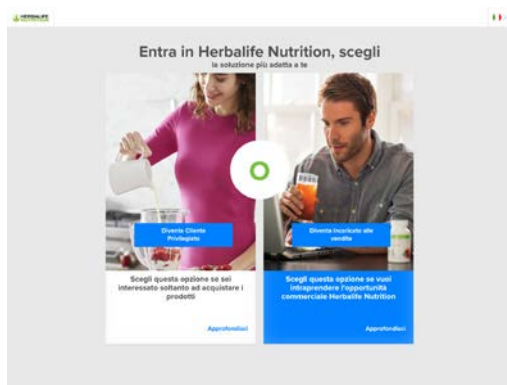 HERBALIFE
NUTRITION
Entra in Herbalife Nutrition, scegli
la soluzione più adatta a te
O
Diventa Cliente
Privilegiato
Diventa Incaricato alle
vendite
Scegli questa opzione se sei
interessato soltanto ad acquistare i
prodotti
Approfondisci
Scegli questa opzione se vuoi
intraprendere l'opportunità
commerciale Herbalife Nutrition
Approfondisci